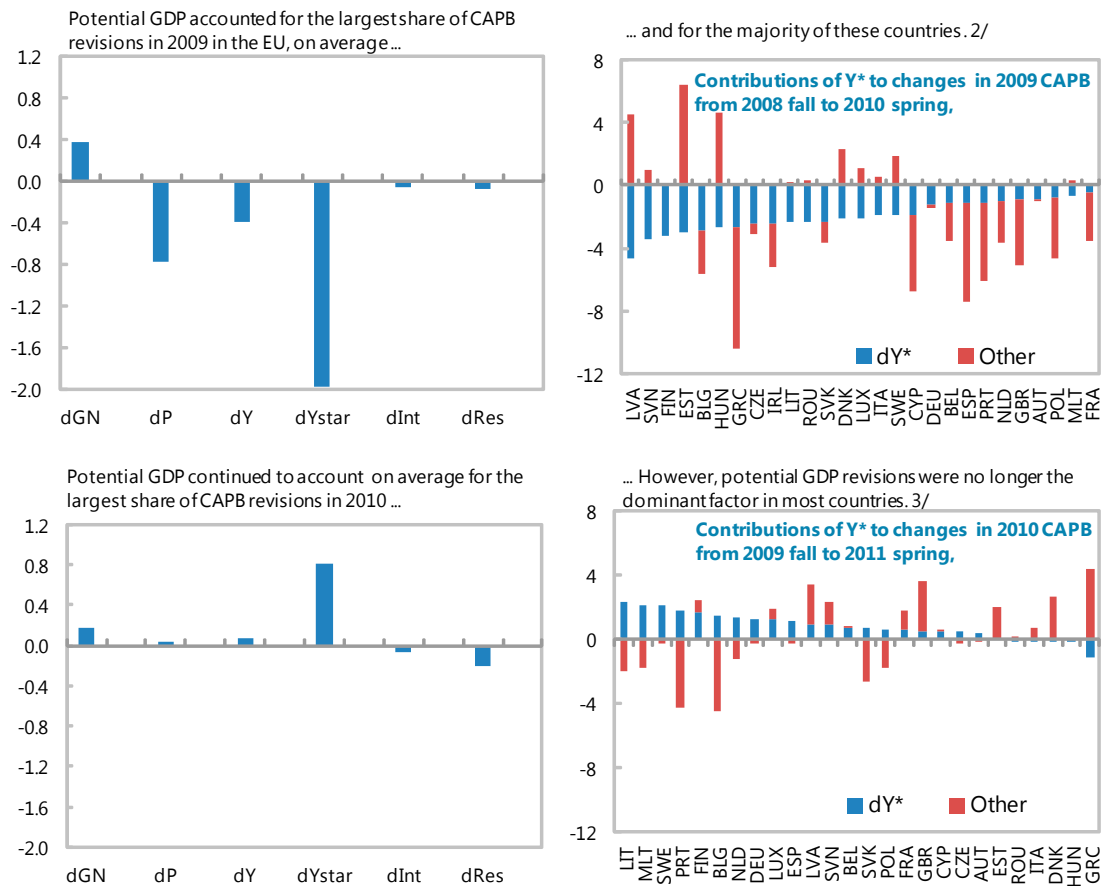 Potential GDP accounted for the largest share of CAPB
revisions in 2009 in the EU, on average ...
1.2
0.8
0.4
0.0
-0.4
-0.8
-1.2
-1.6
-2.0
dGN dP dY dYstar dInt dRes
... and for the majority of these countries. 2/
8
4
0
-4
-8
-12
Contributions of Y* to changes in 2009 CAPB
from 2008 fall to 2010 spring,
dY* Other
LVA SVN FIN EST BLG HUN GRC CZE IRL LIT ROU SVK DNK LUX ITA SWE CYP DEU BEL ESP PRT NLD GBR AUT POL MLT FRA
Potential GDP continued to account on average for the
largest share of CAPB revisions in 2010 ...
1.2
0.8
0.4
0.0
-0.4
-0.8
-1.2
-1.6
-2.0
dGN dP dY dYstar dInt dRes
... However, potential GDP revisions were no longer the
dominant factor in most countries. 3/
8
4
0
-4
-8
-12
Contributions of Y* to changes in 2010 CAPB
from 2009 fall to 2011 spring,
dY* Other
LIT MLT SWE PRT FIN BLG NLD DEU LUX ESP LVA SVN BEL SVK POL FRA GBR CYP CZE AUT EST ROU ITA DNK HUN GRC